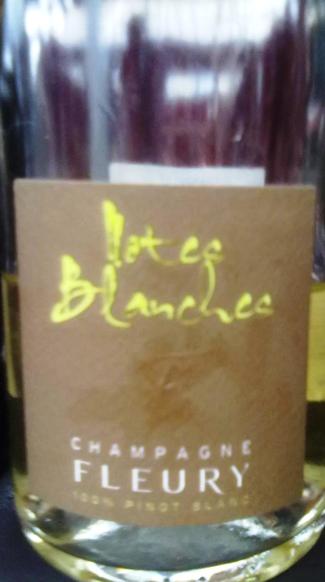 Notes
Blanches
CHAMPAGNE
FLEURY
100% PINOT BLANC